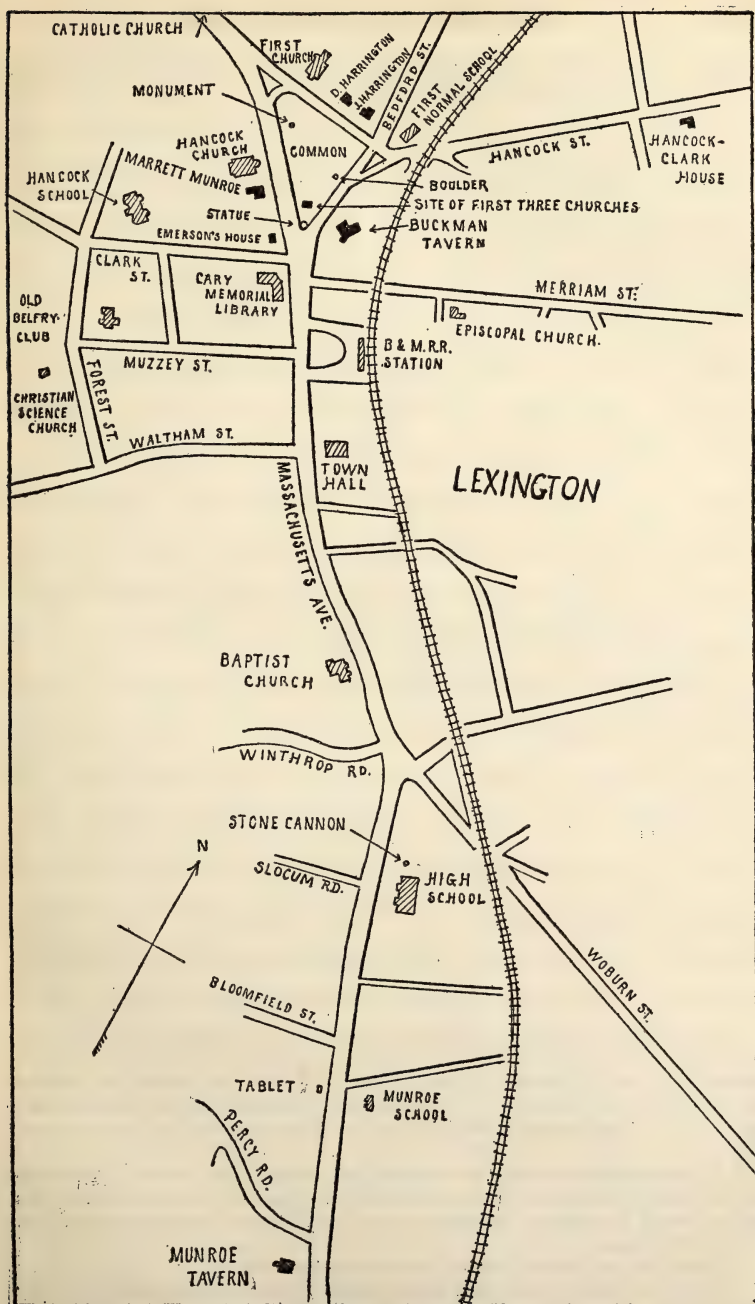 CATHOLIC CHURCH
FIRST
CHURCH
D. HARRINGTON
J. HARRINGTON
BEDFORD ST.
FIRST
NORMAL SCHOOL
MONUMENT
COMMON
HANCOCK
CHURCH
MARRETT MUNROE
HANCOCK
SCHOOL
HANCOCK ST.
HANCOCK-
CLARK
HOUSE
BOULDER
SITE OF FIRST THREE CHURCHES
STATUE
BUCKMAN
TAVERN
EMERSON'S HOUSE
CLARK
ST.
CARY
MEMORIAL
LIBRARY
MERRIAM ST.
EPISCOPAL CHURCH.
OLD
BELFRY
CLUB
B & M. R.R.
STATION
MUZZEY ST.
CHRISTIAN
SCIENCE
CHURCH
FOREST ST.
WALTHAM ST.
TOWN
HALL
LEXINGTON
MASSACHUSETTS AVE.
BAPTIST
CHURCH
WINTHROP RD.
STONE CANNON
N
SLOCUM RD.
HIGH
SCHOOL
WOBURN ST.
BLOOMFIELD ST.
TABLET
MUNROE
SCHOOL
PERCY RD.
MUNROE
TAVERN